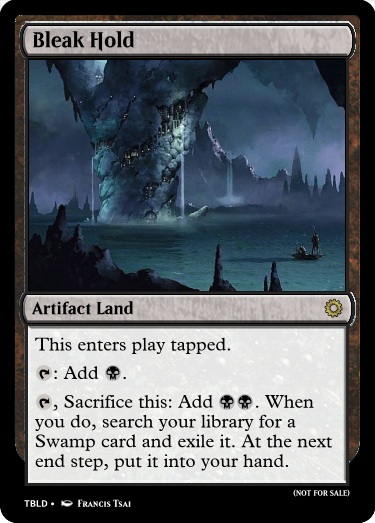 Bleak Hold
Artifact Land
This enters play tapped.
: Add .
, Sacrifice this: Add . When
you do, search your library for a
Swamp card and exile it. At the next
end step, put it into your hand.
(NOT FOR SALE)
TBLD • Francis Tsai